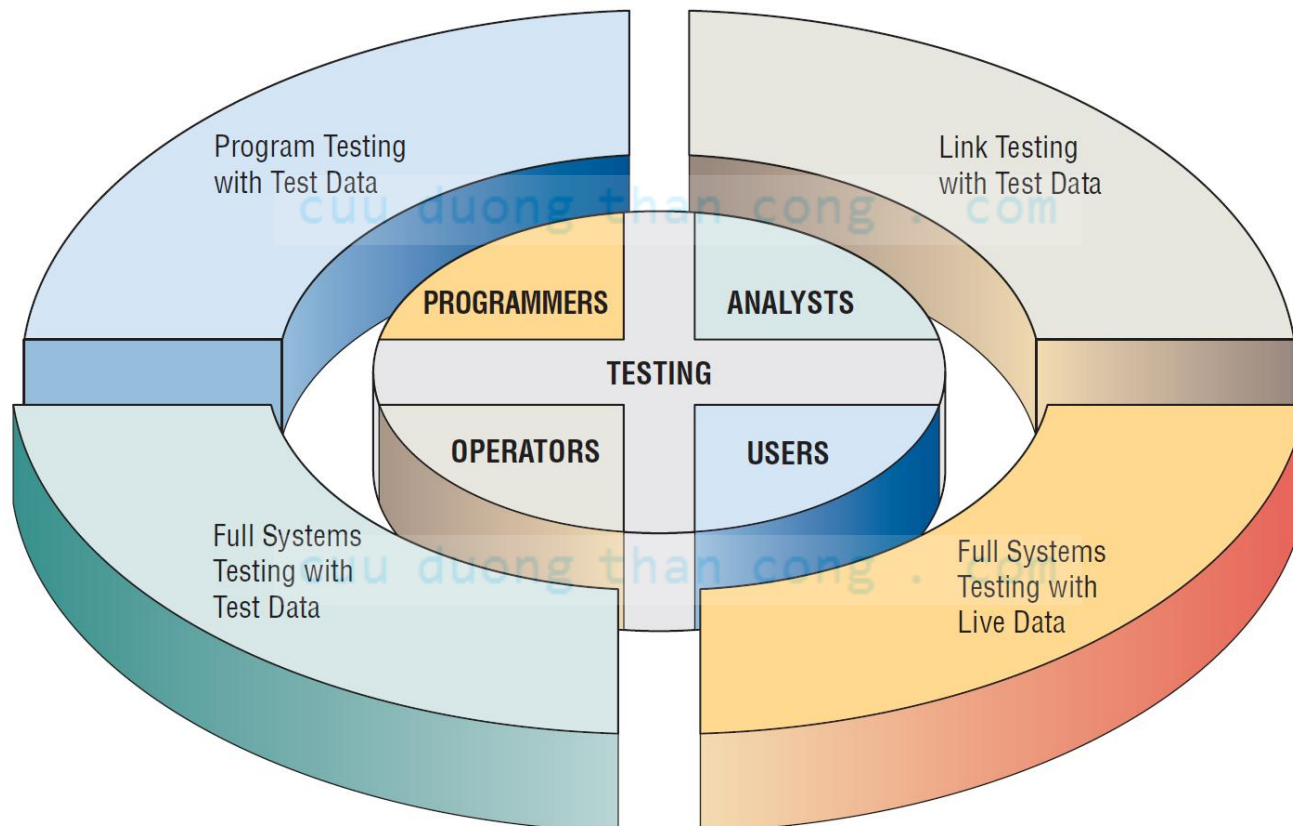 Program Testing
with Test Data
Link Testing
with Test Data
cuu duong than cong . com
PROGRAMMERS
ANALYSTS
TESTING
OPERATORS
USERS
Full Systems
Testing with
Test Data
Full Systems
Testing with
Live Data
cuu duong than cong . com